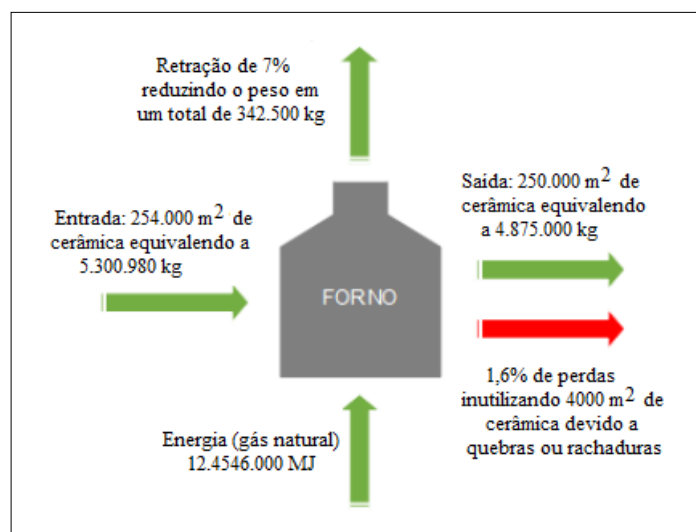 Retração de 7%
reduzindo o peso em
um total de 342.500 kg
Entrada: 254.000 m² de
cerâmica equivalendo a
5.300.980 kg
FORNO
Saída: 250.000 m² de
cerâmica equivalendo
a 4.875.000 kg
1,6% de perdas
inutilizando 4000 m² de
cerâmica devido a
quebras ou rachaduras
Energia (gás natural)
12.4546.000 MJ